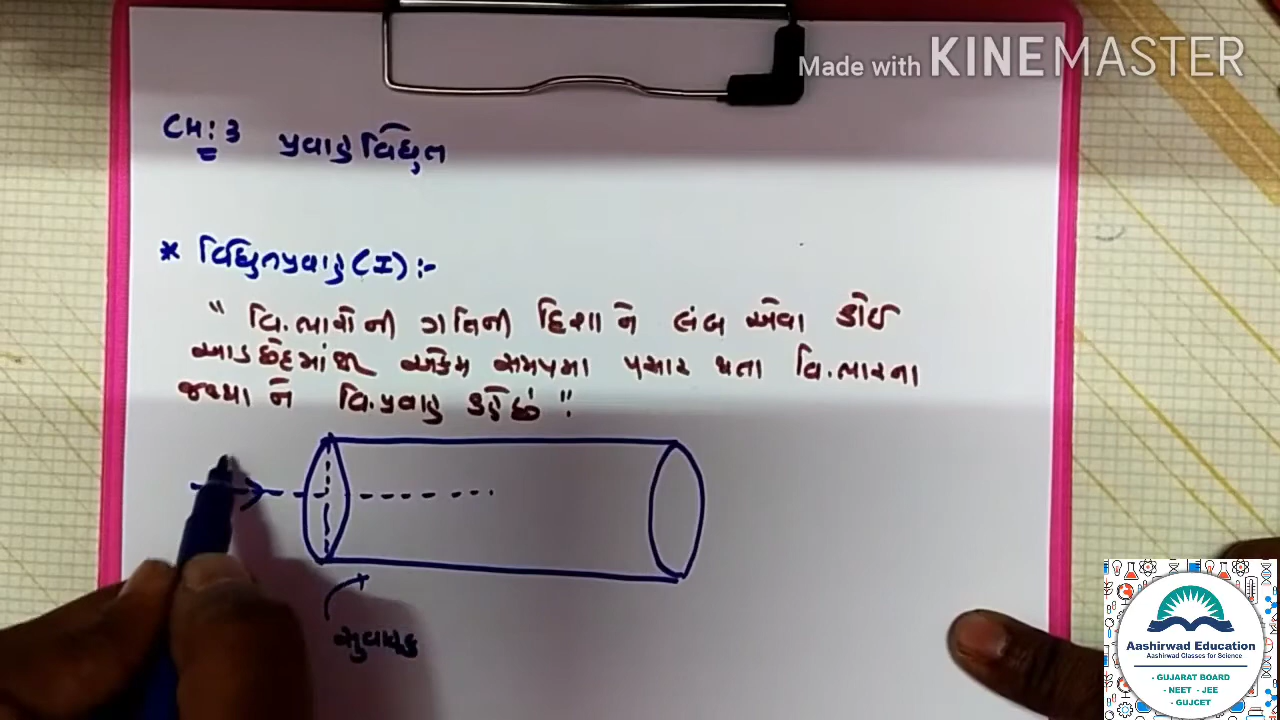 Made with KINEMASTER
CH: 3 પ્રવાહ વિદ્યુત
* વિદ્યુતપ્રવાહ (I) :-
" વિ.ભારોની ગતિની દિશા ને લંબ એવા કોઈ
આડછેદમાંથી એકમ સમયમા પસાર થતા વિ.ભારના
જથ્થા ને વિ.પ્રવાહ કહે છે "
સુવાહક
Aashirwad Education
Aashirwad Classes for Science
- GUJARAT BOARD
- NEET - JEE
- GUJCET